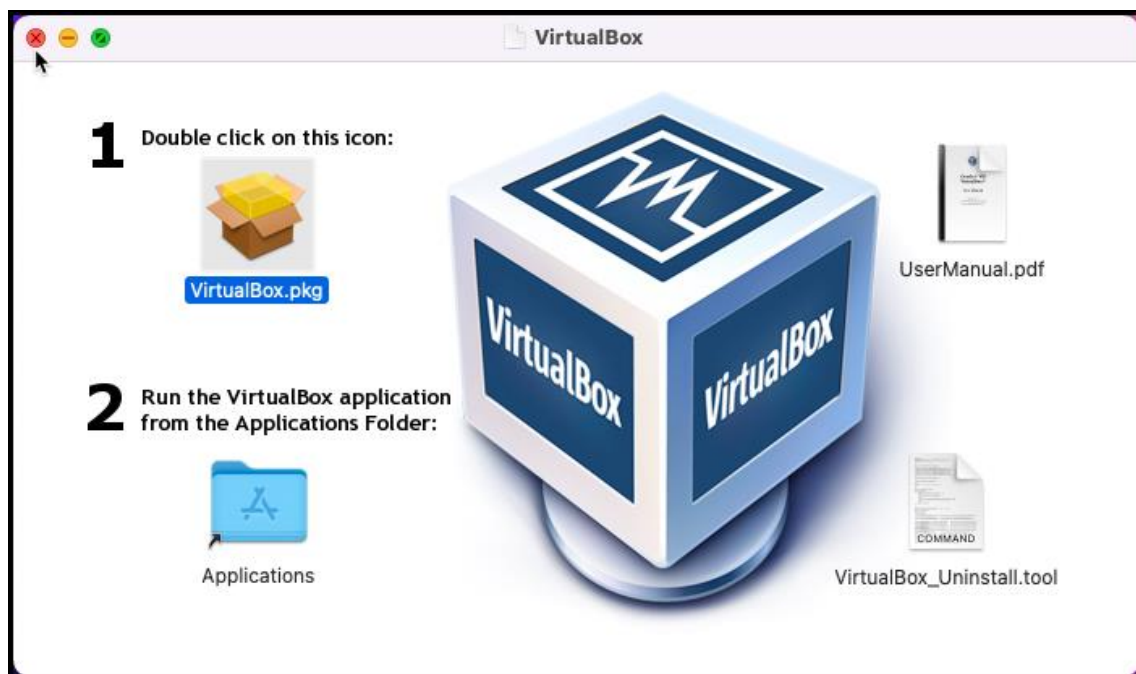 VirtualBox
1
Double click on this icon:
VirtualBox.pkg
2
Run the VirtualBox application
from the Applications Folder:
Applications
VirtualBox
VirtualBox
UserManual.pdf
COMMAND
VirtualBox_Uninstall.tool